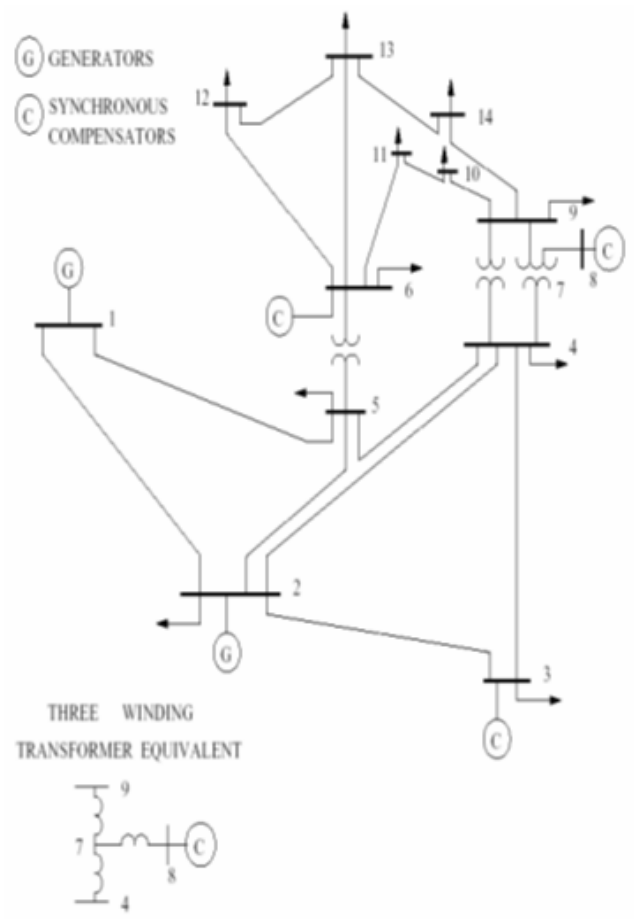 G GENERATORS
C SYNCHRONOUS
COMPENSATORS
13
12
14
11
10
9
C
7
8
6
C
G
1
4
5
2
G
3
C
THREE WINDING
TRANSFORMER EQUIVALENT
9
7
C
8
4